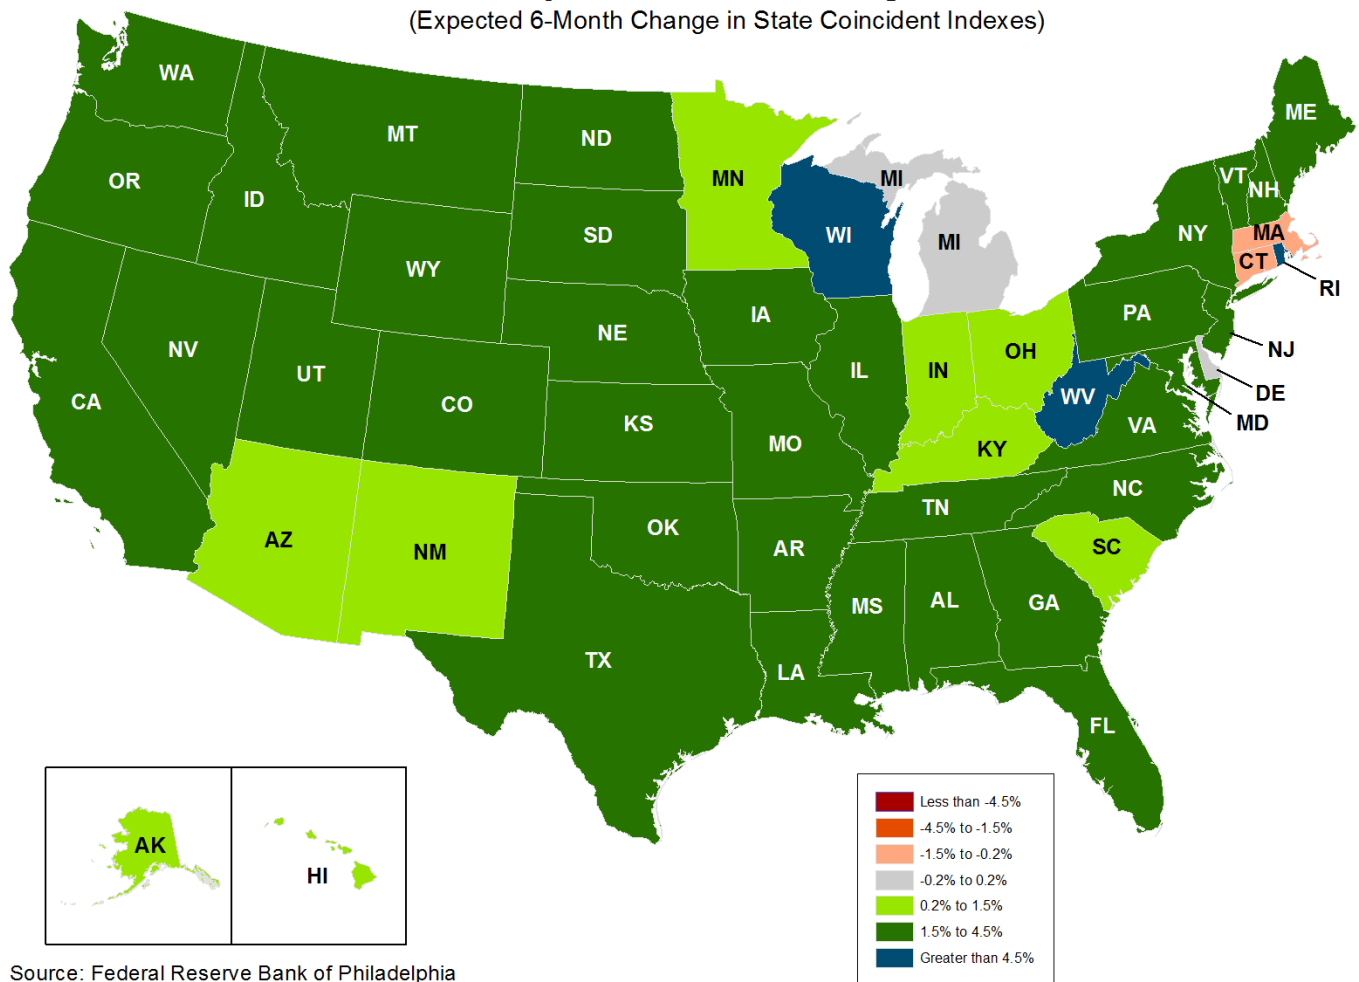 (Expected 6-Month Change in State Coincident Indexes)
WA
MT
ND
MN
MI
ME
VT
NH
OR
ID
SD
WI
MI
NY
MA
CT
RI
WY
IA
PA
NJ
NE
NV
UT
CO
IL
IN
OH
DE
MD
CA
KS
MO
KY
WV
VA
NC
TN
AZ
NM
OK
AR
SC
MS
AL
GA
TX
LA
FL
AK
HI
Less than -4.5%
-4.5% to -1.5%
-1.5% to -0.2%
-0.2% to 0.2%
0.2% to 1.5%
1.5% to 4.5%
Greater than 4.5%
Source: Federal Reserve Bank of Philadelphia